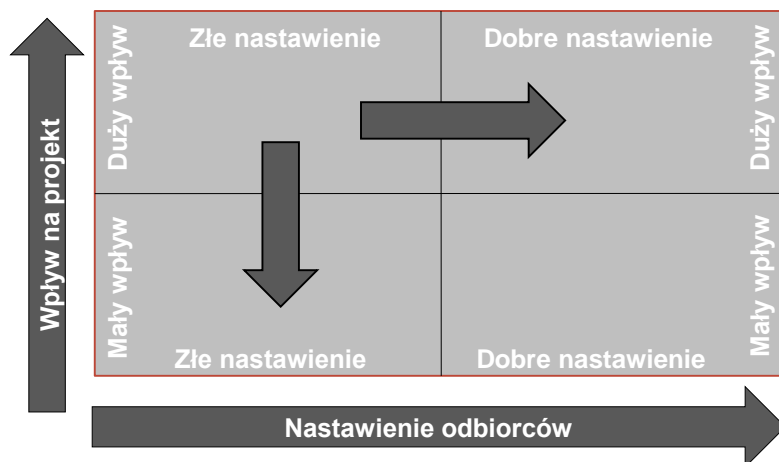 Złe nastawienie
Dobre nastawienie
Duży wpływ
Duży wpływ
Wpływ na projekt
Mały wpływ
Mały wpływ
Złe nastawienie
Dobre nastawienie
Nastawienie odbiorców